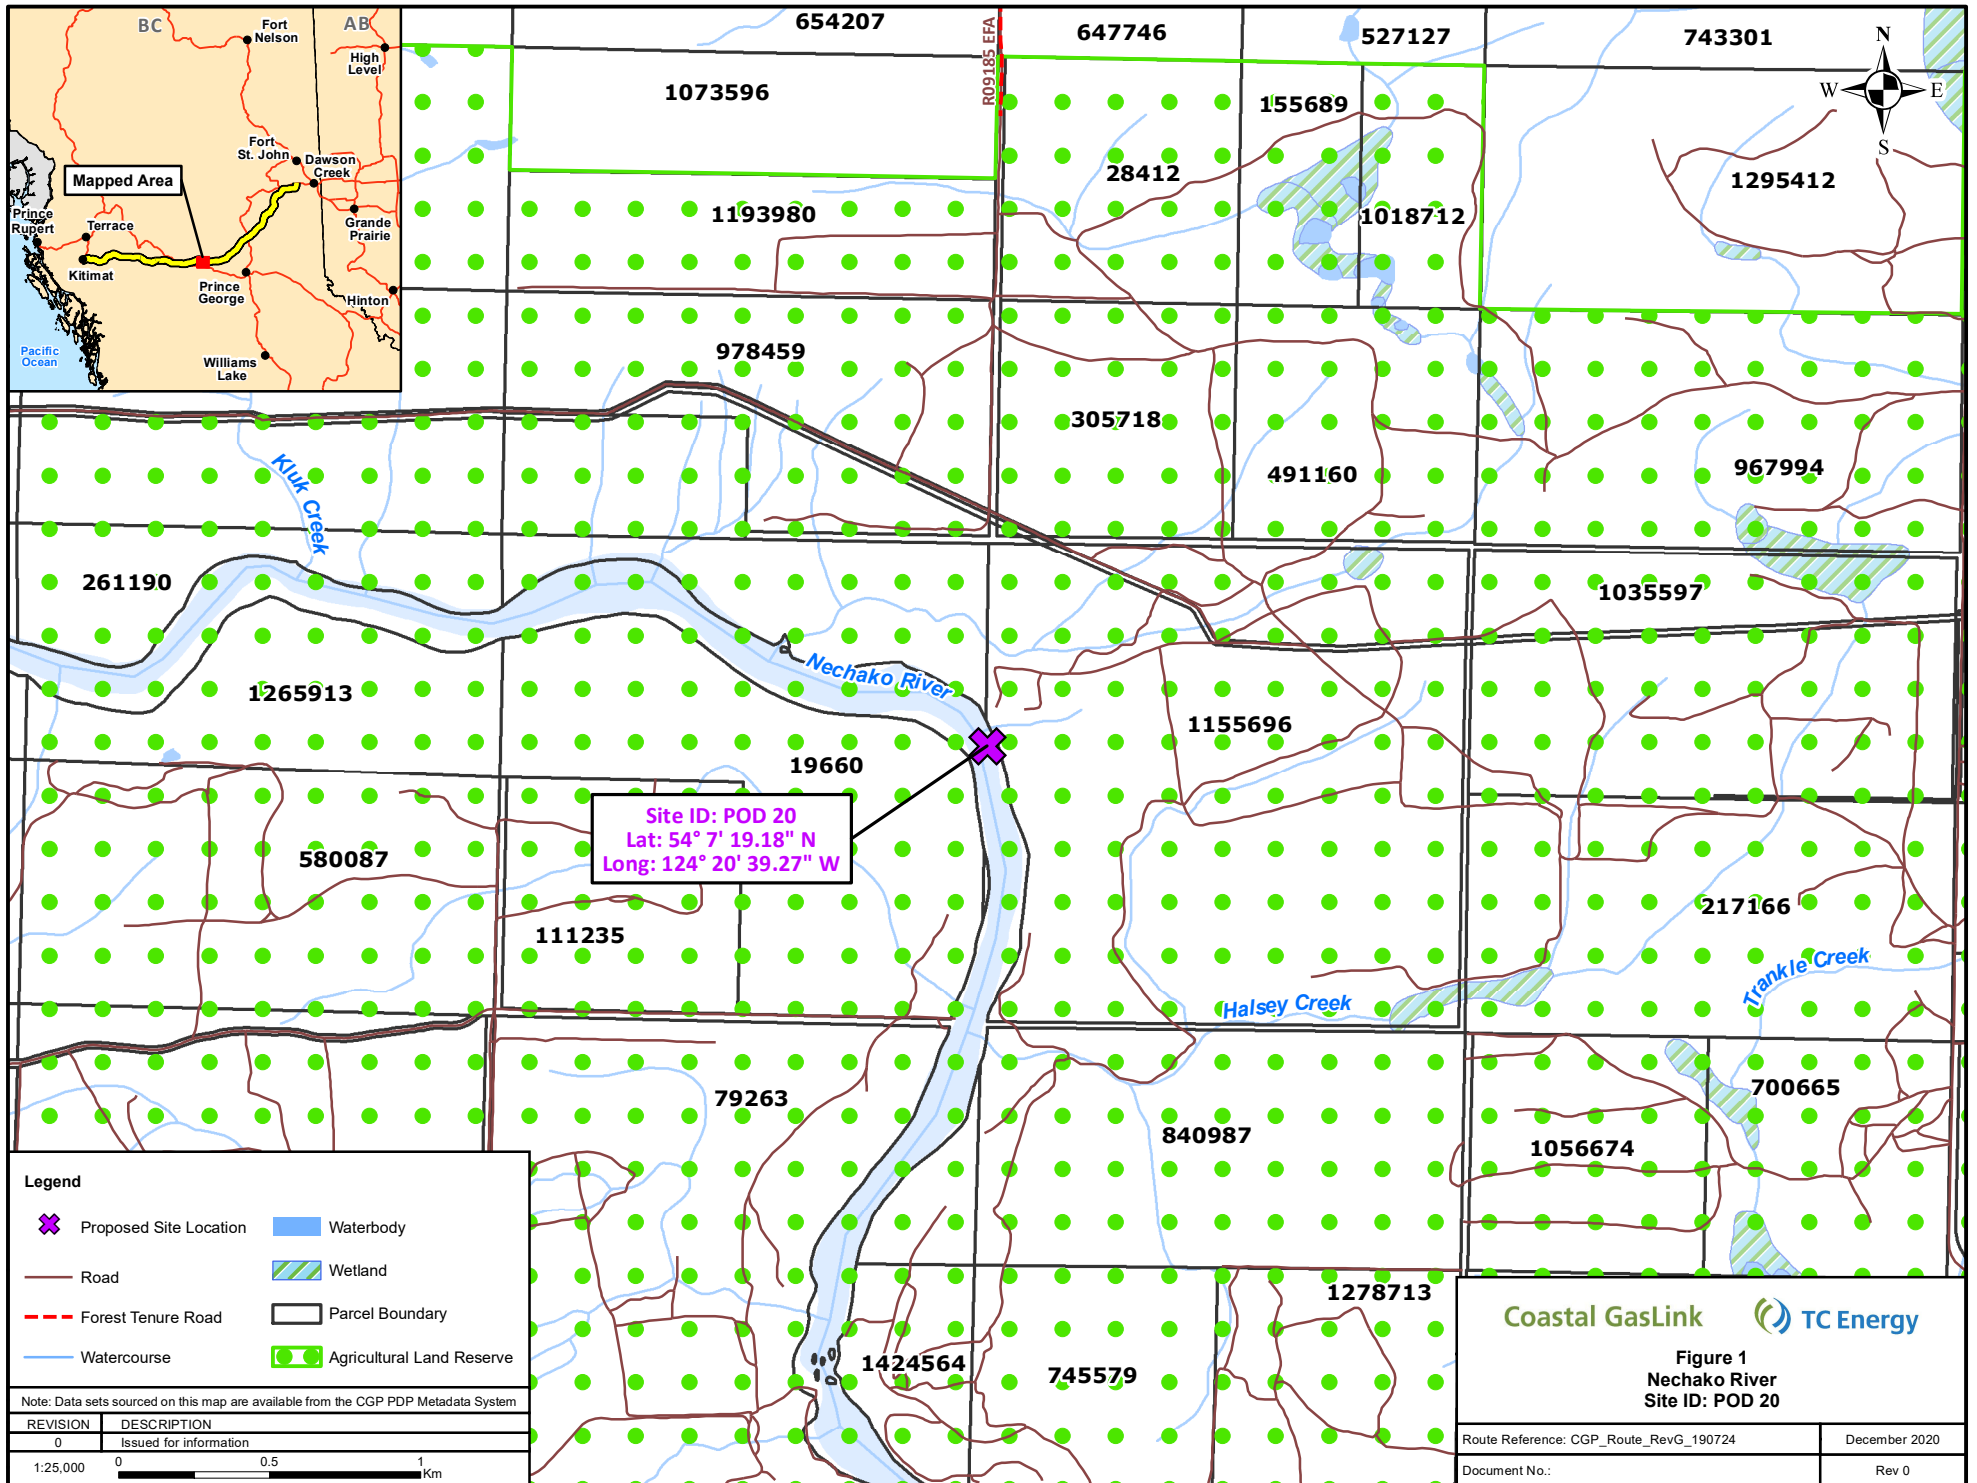 BC
AB
Fort
Nelson
High
Level
Fort
St. John
Dawson
Creek
Mapped Area
Grande
Prairie
Prince
Rupert
Terrace
Kitimat
Prince
George
Hinton
Pacific
Ocean
Williams
Lake
654207
647746
527127
743301
R09185 EFA
N
W
E
S
1073596
155689
28412
1295412
1193980
1018712
978459
305718
491160
967994
Kluk Creek
261190
1035597
Nechako River
1265913
1155696
19660
Site ID: POD 20
Lat: 54° 7' 19.18" N
Long: 124° 20' 39.27" W
580087
111235
217166
Trankle Creek
Halsey Creek
79263
700665
840987
1056674
1278713
1424564
745579
Legend
Proposed Site Location
Waterbody
Road
Wetland
Forest Tenure Road
Parcel Boundary
Watercourse
Agricultural Land Reserve
Note: Data sets sourced on this map are available from the CGP PDP Metadata System
REVISION DESCRIPTION
0 Issued for information
1:25,000 0 0.5 1 Km
Coastal GasLink TC Energy
Figure 1
Nechako River
Site ID: POD 20
Route Reference: CGP_Route_RevG_190724 December 2020
Document No.: Rev 0